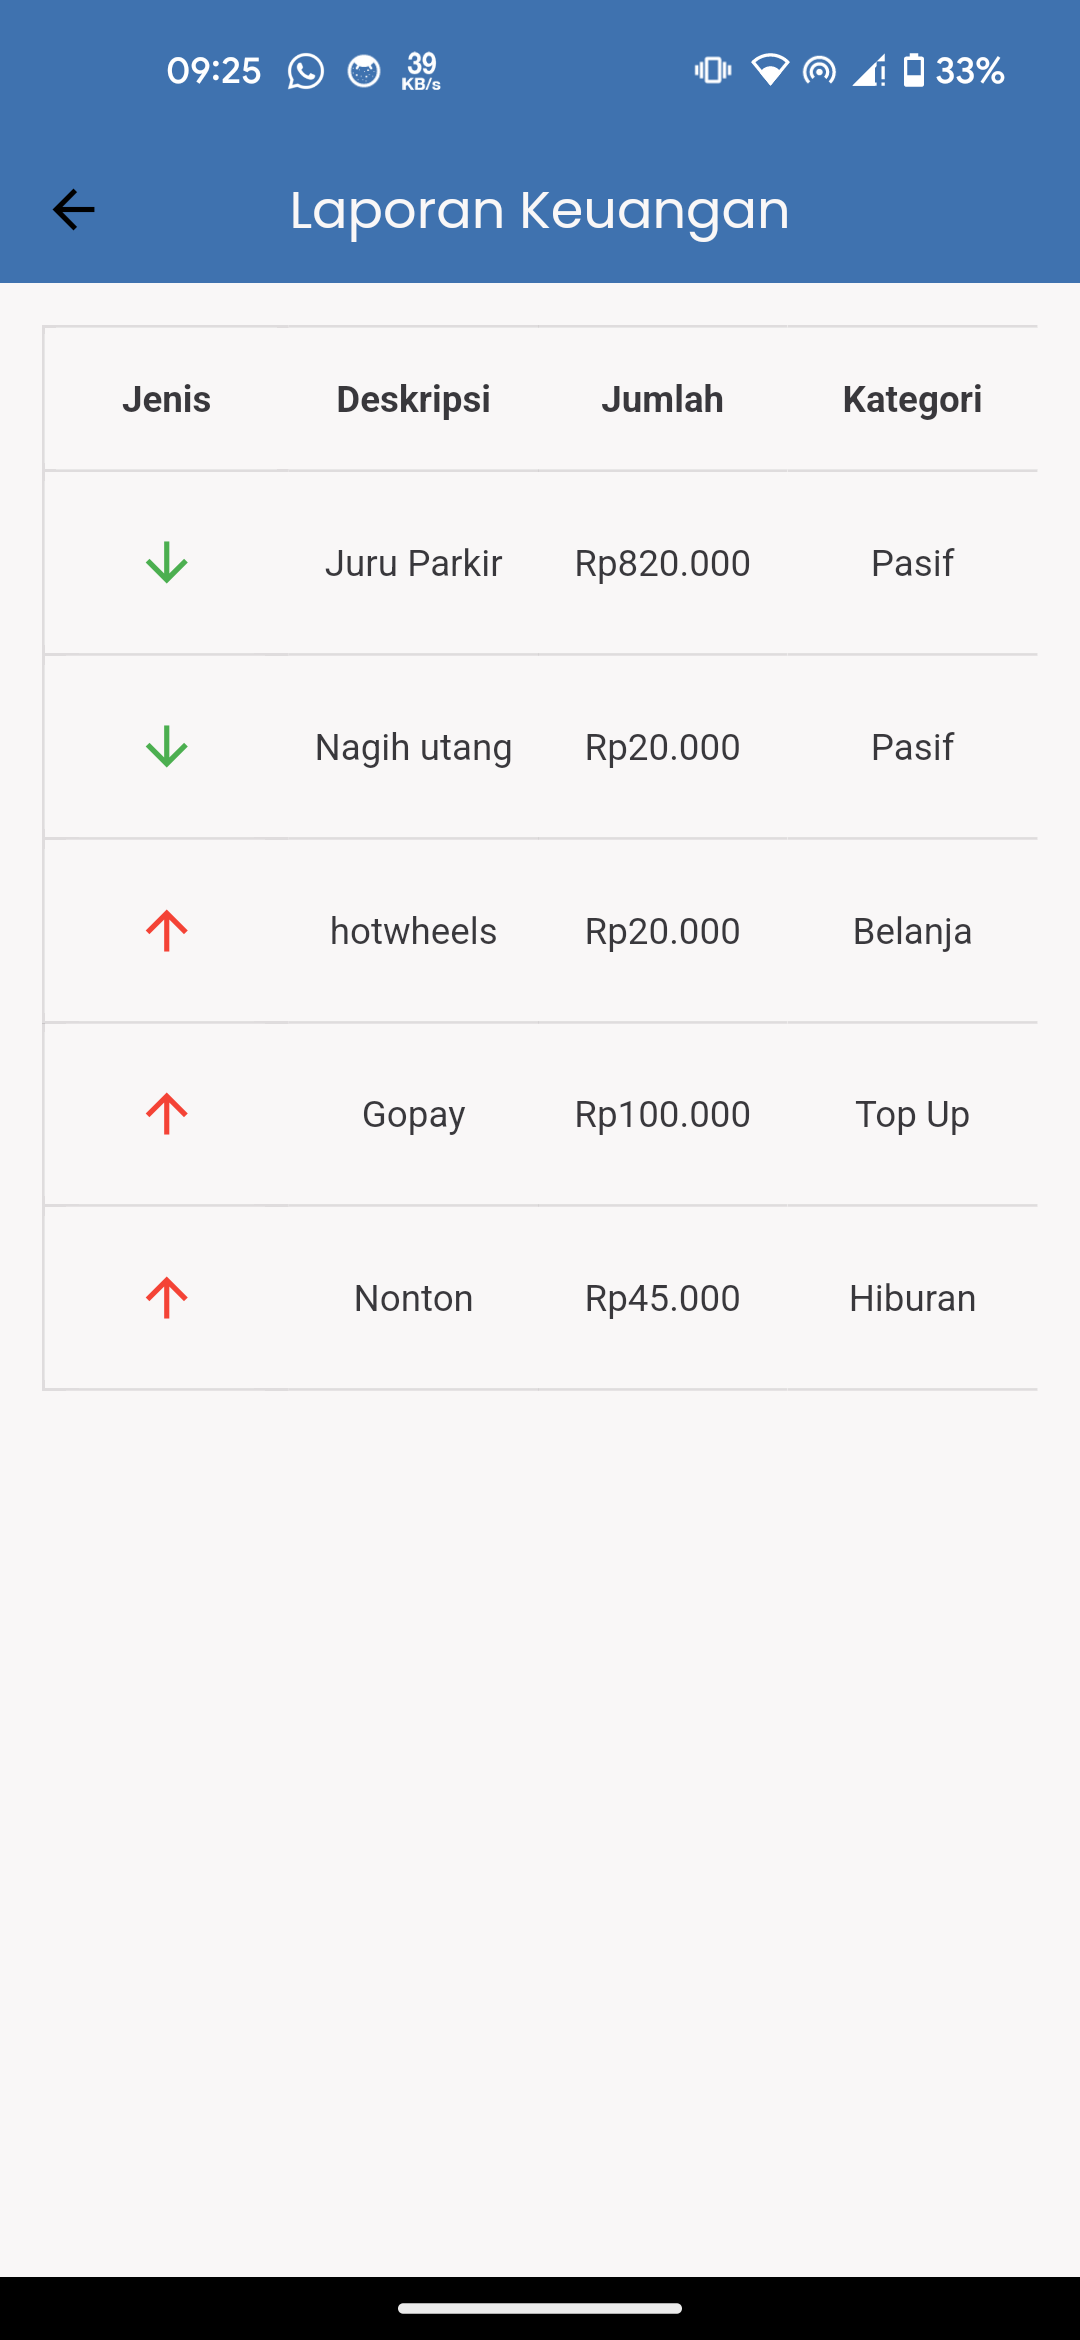 09:25 39 KB/s 33%
Laporan Keuangan
Jenis Deskripsi Jumlah Kategori
Juru Parkir Rp820.000 Pasif
Nagih utang Rp20.000 Pasif
hotwheels Rp20.000 Belanja
Gopay Rp100.000 Top Up
Nonton Rp45.000 Hiburan